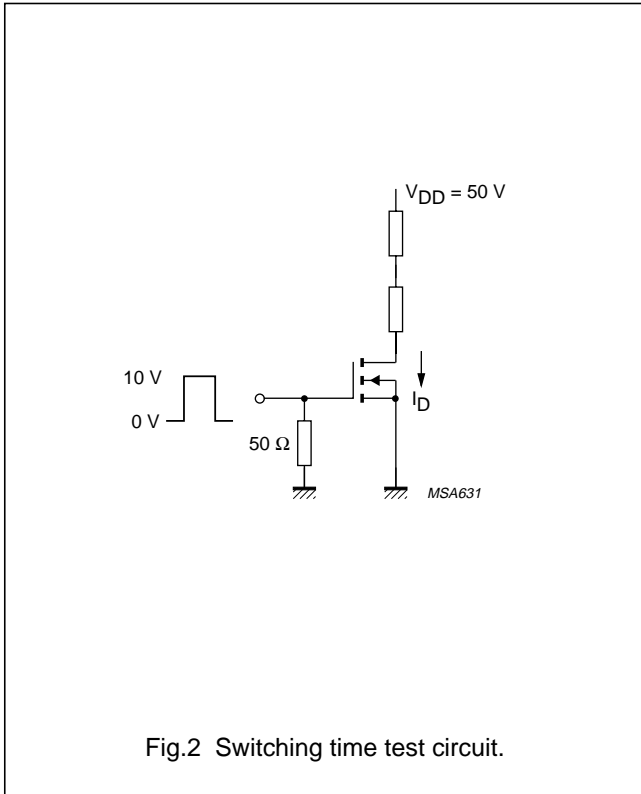 V_DD = 50 V
10 V
0 V
I_D
50 Ω
MSA631
Fig.2 Switching time test circuit.